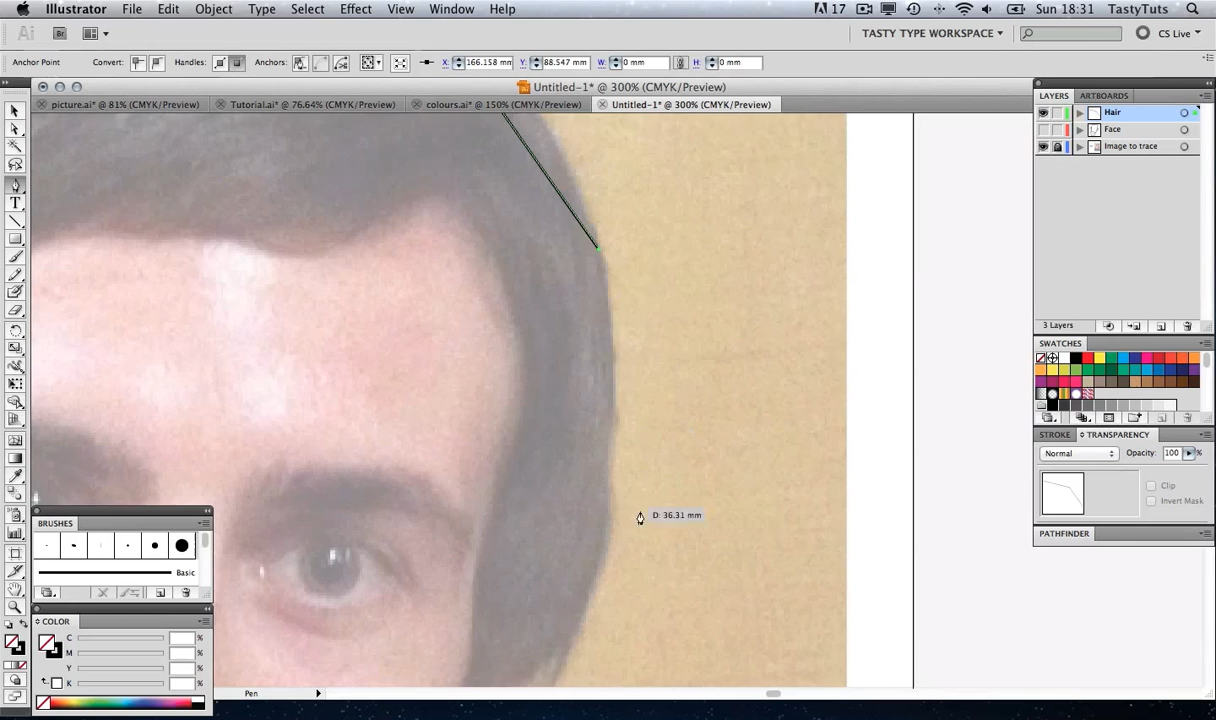 Illustrator File Edit Object Type Select Effect View Window Help 17 Sun 18:31 TastyTuts
Ai Br TASTY TYPE WORKSPACE CS Live
Anchor Point Convert: Handles: Anchors: X: 166.158 mm Y: 88.547 mm W: 0 mm H: 0 mm
Untitled-1* @ 300% (CMYK/Preview)
picture.ai* @ 81% (CMYK/Preview) Tutorial.ai* @ 76.64% (CMYK/Preview) colours.ai* @ 150% (CMYK/Preview) Untitled-1* @ 300% (CMYK/Preview)
LAYERS ARTBOARDS
Hair
Face
Image to trace
3 Layers
SWATCHES
STROKE TRANSPARENCY
Normal Opacity: 100 %
Clip
Invert Mask
PATHFINDER
D: 36.31 mm
BRUSHES
Basic
COLOR
C %
M %
Y %
K %
Pen